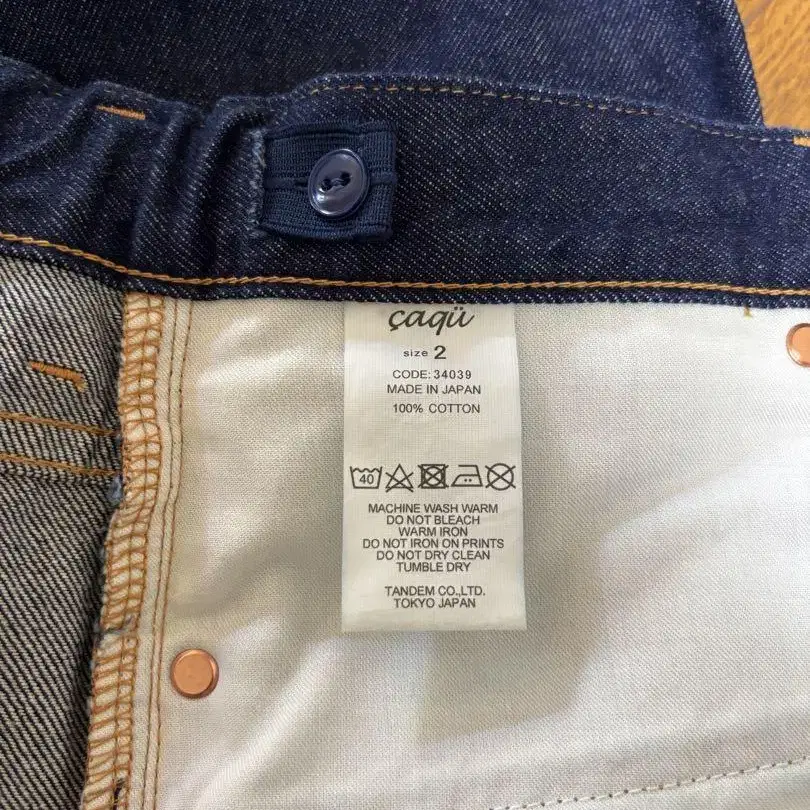 çaqü
size 2
CODE: 34039
MADE IN JAPAN
100% COTTON
40
MACHINE WASH WARM
DO NOT BLEACH
WARM IRON
DO NOT IRON ON PRINTS
DO NOT DRY CLEAN
TUMBLE DRY
TANDEM CO.,LTD.
TOKYO JAPAN